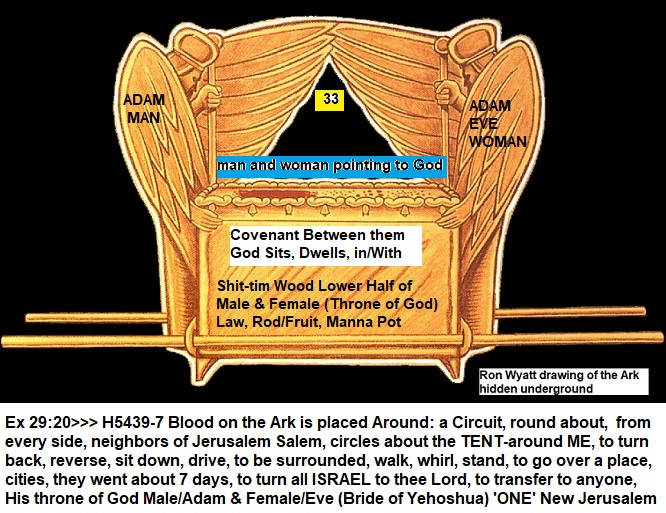 33
ADAM
MAN
ADAM
EVE
WOMAN
man and woman pointing to God
Covenant Between them
God Sits, Dwells, in/With
Shit-tim Wood Lower Half of
Male & Female (Throne of God)
Law, Rod/Fruit, Manna Pot
Ron Wyatt drawing of the Ark
hidden underground
Ex 29:20>>> H5439-7 Blood on the Ark is placed Around: a Circuit, round about, from
every side, neighbors of Jerusalem Salem, circles about the TENT-around ME, to turn
back, reverse, sit down, drive, to be surrounded, walk, whirl, stand, to go over a place,
cities, they went about 7 days, to turn all ISRAEL to thee Lord, to transfer to anyone,
His throne of God Male/Adam & Female/Eve (Bride of Yehoshua) 'ONE' New Jerusalem